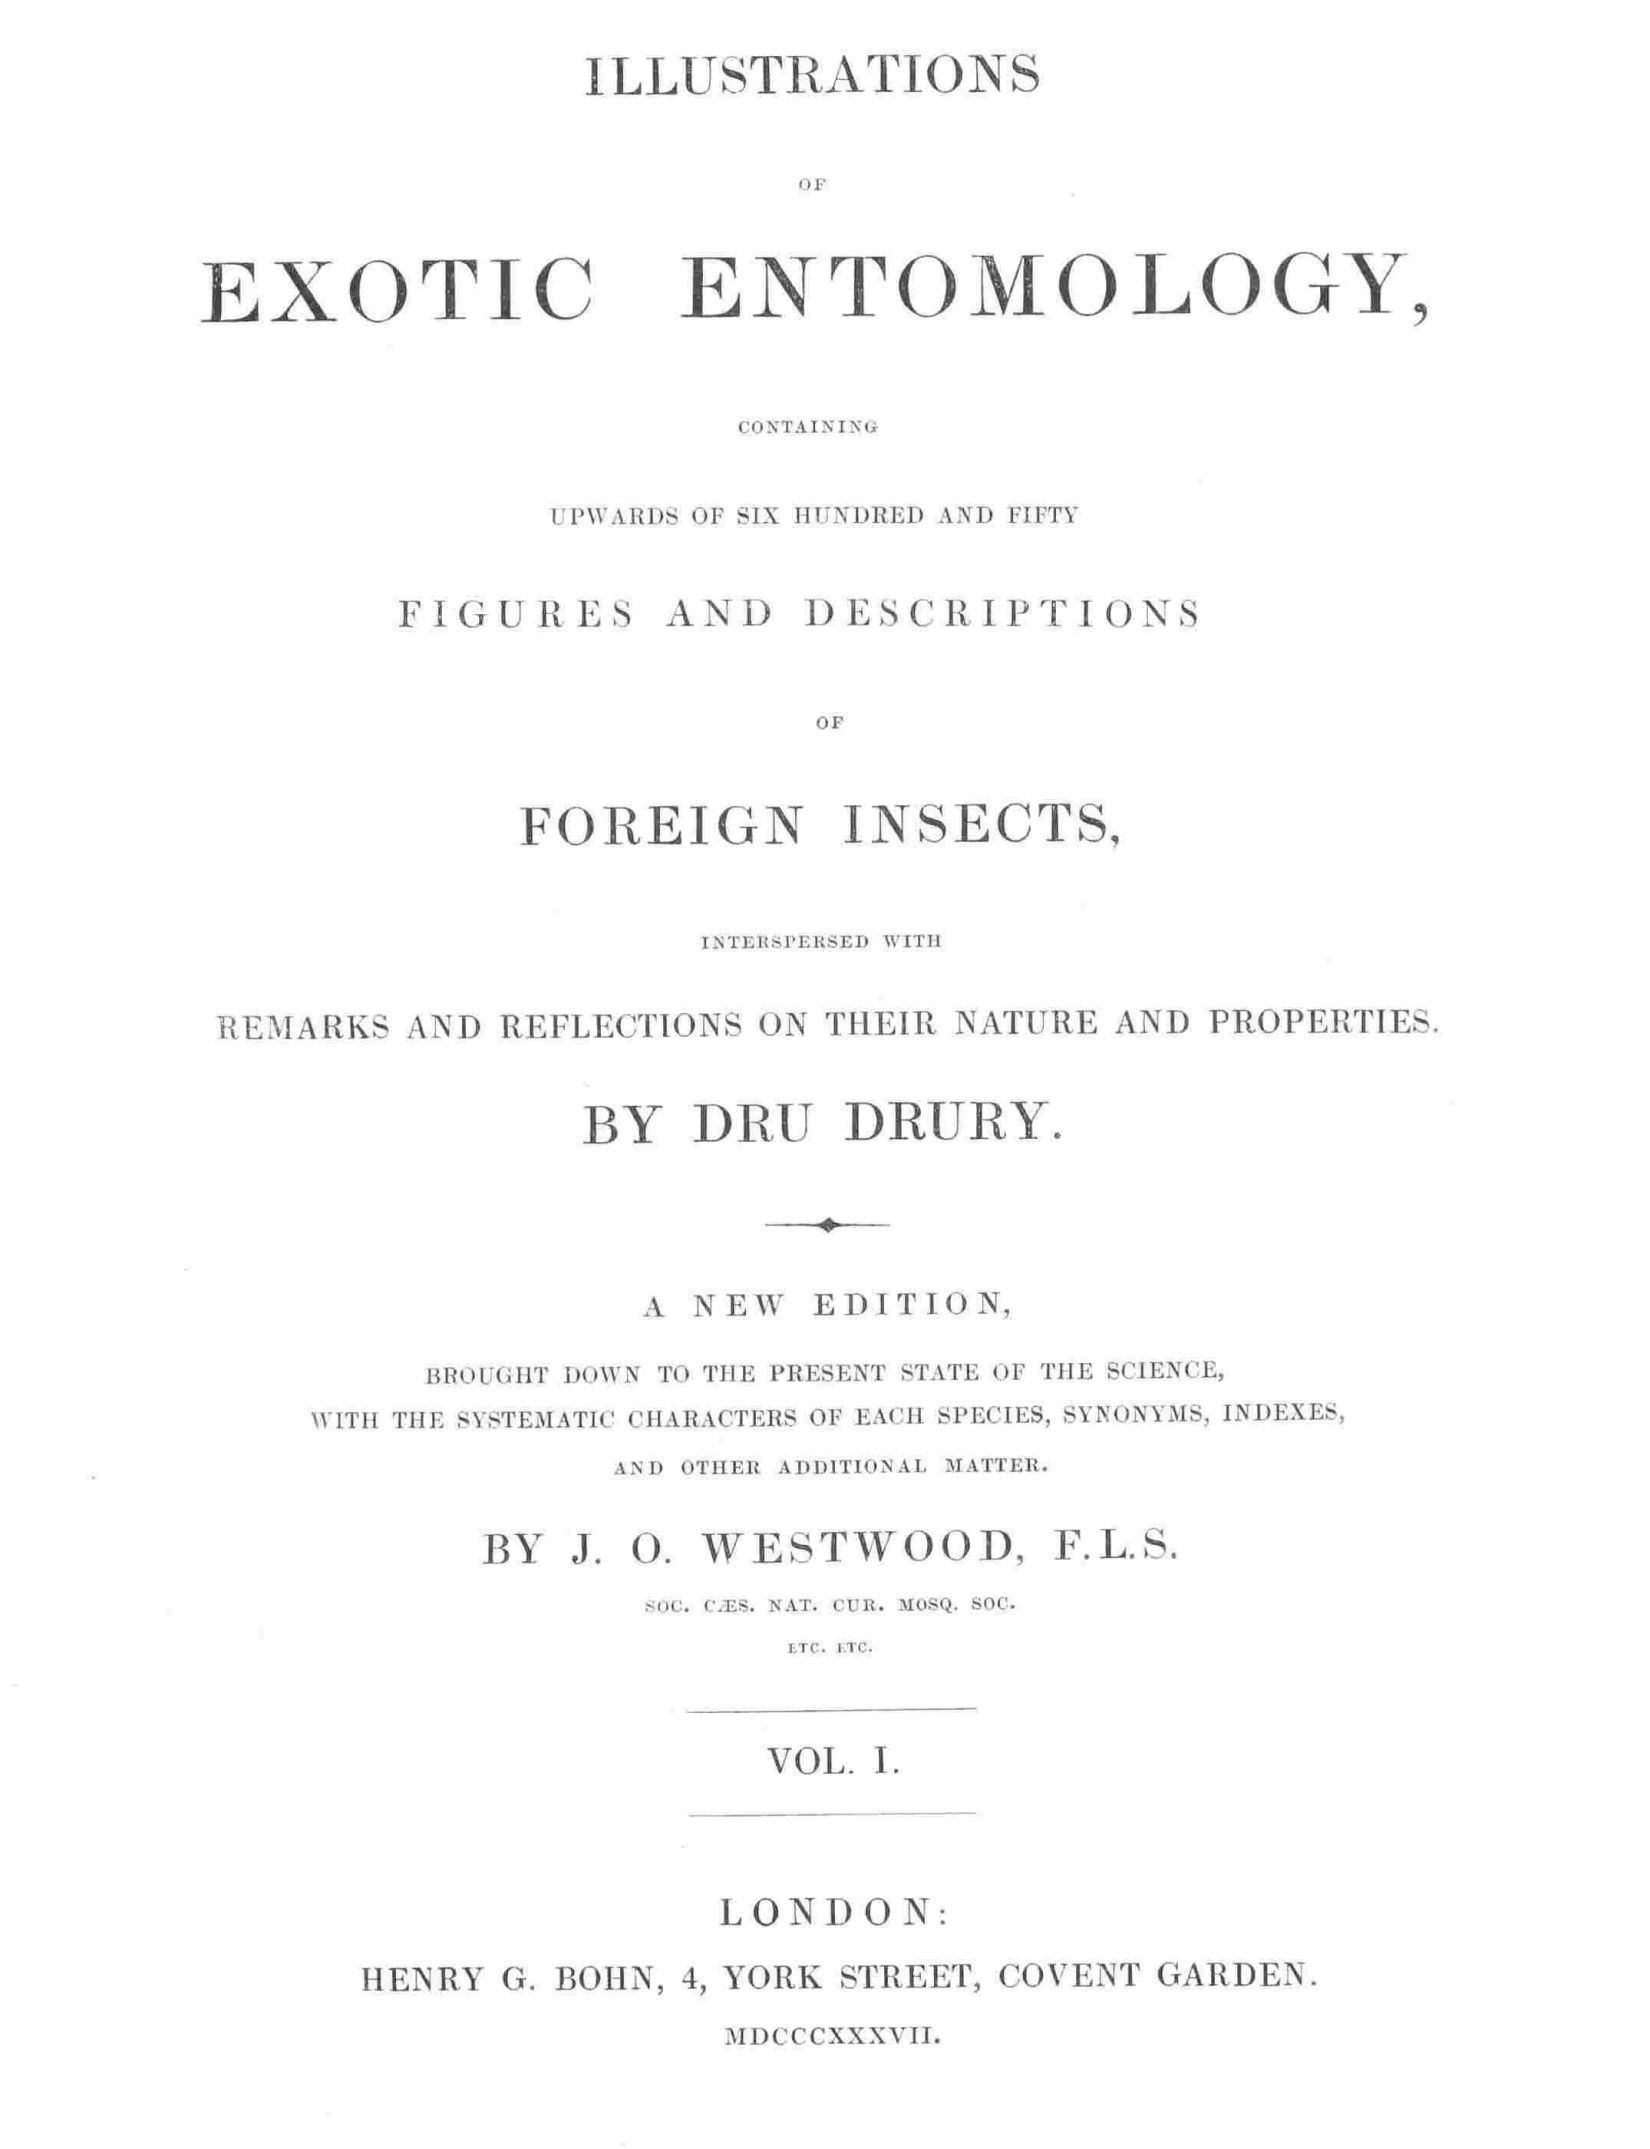 ILLUSTRATIONS
OF
EXOTIC ENTOMOLOGY,
CONTAINING
UPWARDS OF SIX HUNDRED AND FIFTY
FIGURES AND DESCRIPTIONS
OF
FOREIGN INSECTS,
INTERSPERSED WITH
REMARKS AND REFLECTIONS ON THEIR NATURE AND PROPERTIES.
BY DRU DRURY.
A NEW EDITION,
BROUGHT DOWN TO THE PRESENT STATE OF THE SCIENCE,
WITH THE SYSTEMATIC CHARACTERS OF EACH SPECIES, SYNONYMS, INDEXES,
AND OTHER ADDITIONAL MATTER.
BY J. O. WESTWOOD, F.L.S.
SOC. CÆS. NAT. CUR. MOSQ. SOC.
ETC. ETC.
VOL. I.
LONDON:
HENRY G. BOHN, 4, YORK STREET, COVENT GARDEN.
MDCCCXXXVII.